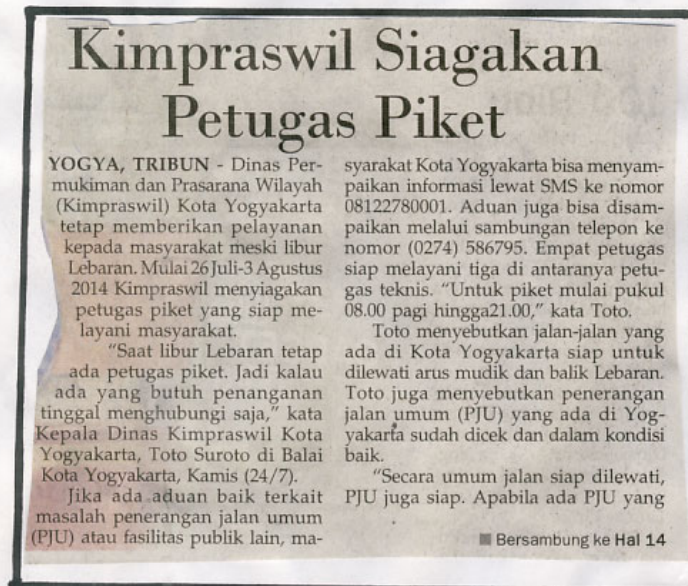 Kimpraswil Siagakan
Petugas Piket
YOGYA, TRIBUN - Dinas Per-
mukiman dan Prasarana Wilayah
(Kimpraswil) Kota Yogyakarta
tetap memberikan pelayanan
kepada masyarakat meski libur
Lebaran. Mulai 26 Juli-3 Agustus
2014 Kimpraswil menyiagakan
petugas piket yang siap me-
layani masyarakat.
"Saat libur Lebaran tetap
ada petugas piket. Jadi kalau
ada yang butuh penanganan
tinggal menghubungi saja," kata
Kepala Dinas Kimpraswil Kota
Yogyakarta, Toto Suroto di Balai
Kota Yogyakarta, Kamis (24/7).
Jika ada aduan baik terkait
masalah penerangan jalan umum
(PJU) atau fasilitas publik lain, ma-
syarakat Kota Yogyakarta bisa menyam-
paikan informasi lewat SMS ke nomor
08122780001. Aduan juga bisa disam-
paikan melalui sambungan telepon ke
nomor (0274) 586795. Empat petugas
siap melayani tiga di antaranya petu-
gas teknis. "Untuk piket mulai pukul
08.00 pagi hingga21.00," kata Toto.
Toto menyebutkan jalan-jalan yang
ada di Kota Yogyakarta siap untuk
dilewati arus mudik dan balik Lebaran.
Toto juga menyebutkan penerangan
jalan umum (PJU) yang ada di Yog-
yakarta sudah dicek dan dalam kondisi
baik.
"Secara umum jalan siap dilewati,
PJU juga siap. Apabila ada PJU yang
■ Bersambung ke Hal 14